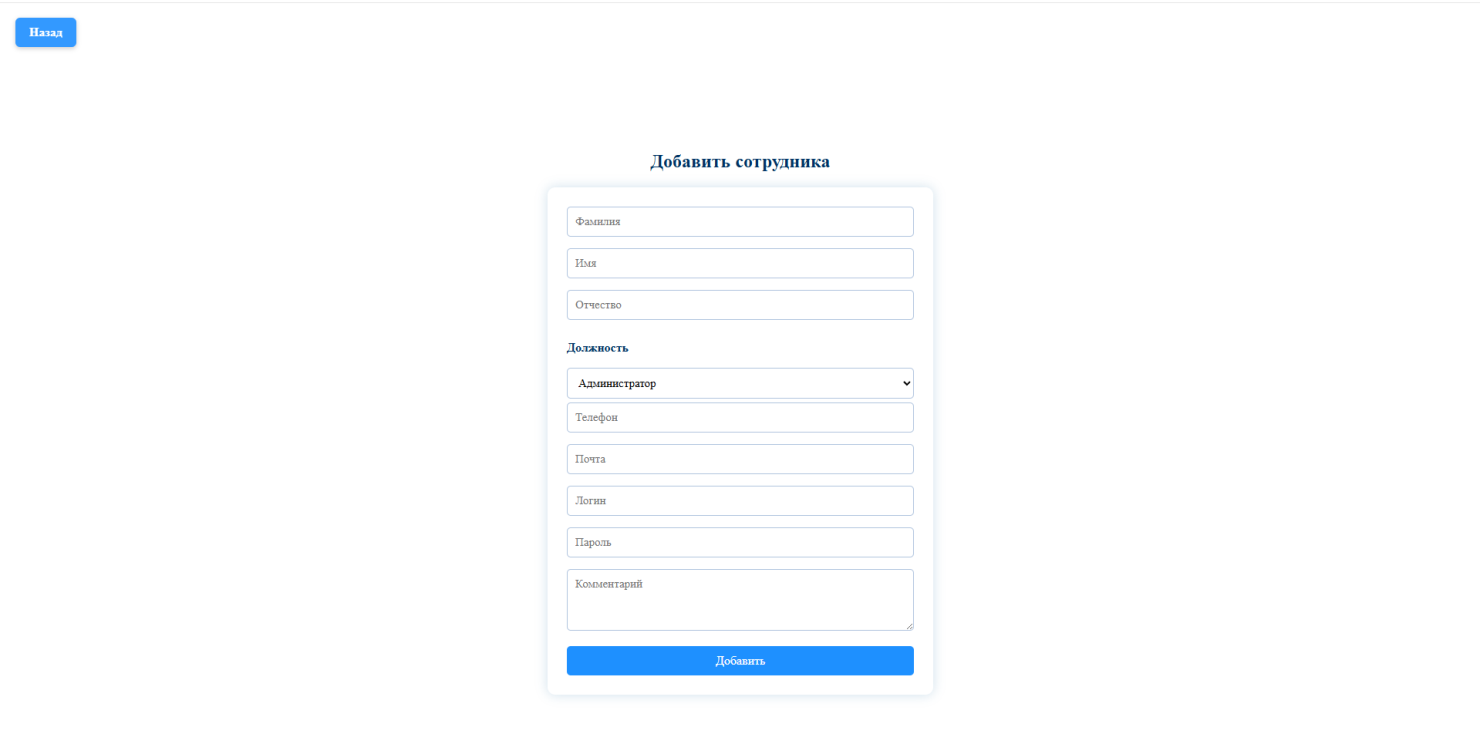 Назад
Добавить сотрудника
Фамилия
Имя
Отчество
Должность
Администратор
Телефон
Почта
Логин
Пароль
Комментарий
Добавить